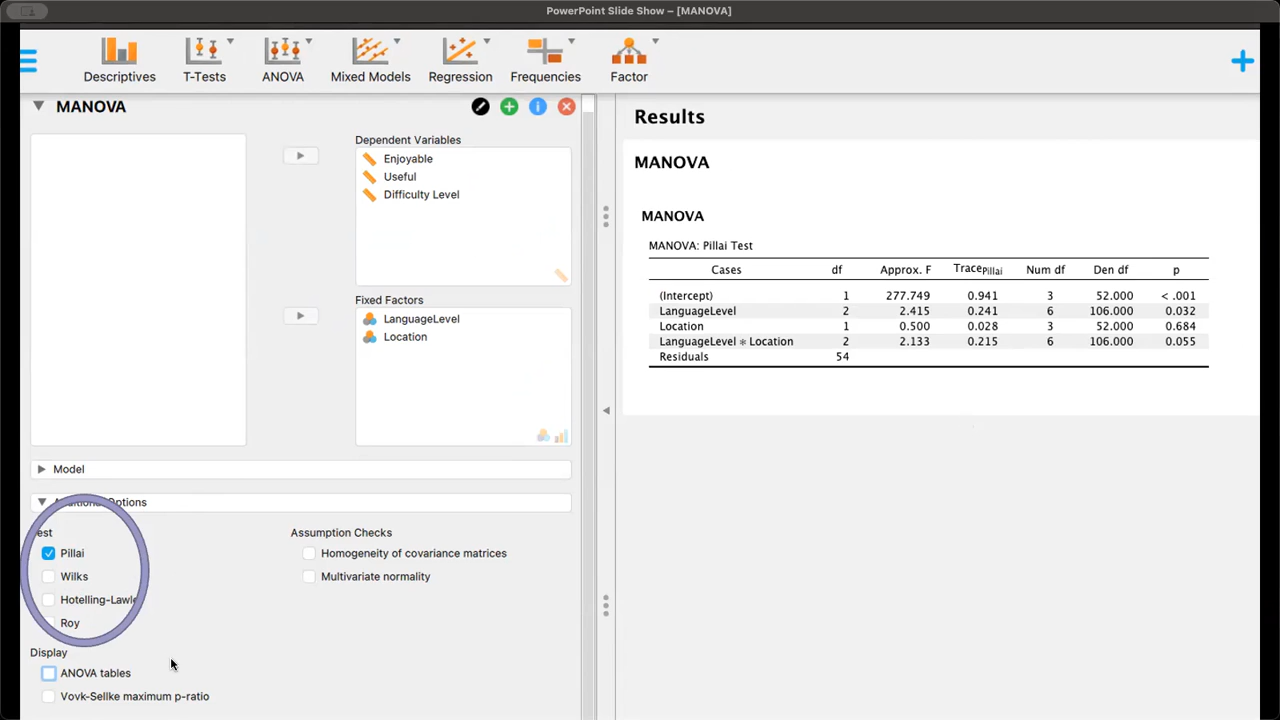 PowerPoint Slide Show – [MANOVA]
Descriptives T-Tests ANOVA Mixed Models Regression Frequencies Factor
MANOVA
Dependent Variables
Enjoyable
Useful
Difficulty Level
Fixed Factors
LanguageLevel
Location
Model
Additional Options
Test
Pillai
Wilks
Hotelling-Lawle
Roy
Assumption Checks
Homogeneity of covariance matrices
Multivariate normality
Display
ANOVA tables
Vovk-Sellke maximum p-ratio
Results
MANOVA
MANOVA
MANOVA: Pillai Test
Cases df Approx. F TracePillai Num df Den df p
(Intercept) 1 277.749 0.941 3 52.000 < .001
LanguageLevel 2 2.415 0.241 6 106.000 0.032
Location 1 0.500 0.028 3 52.000 0.684
LanguageLevel ∗ Location 2 2.133 0.215 6 106.000 0.055
Residuals 54